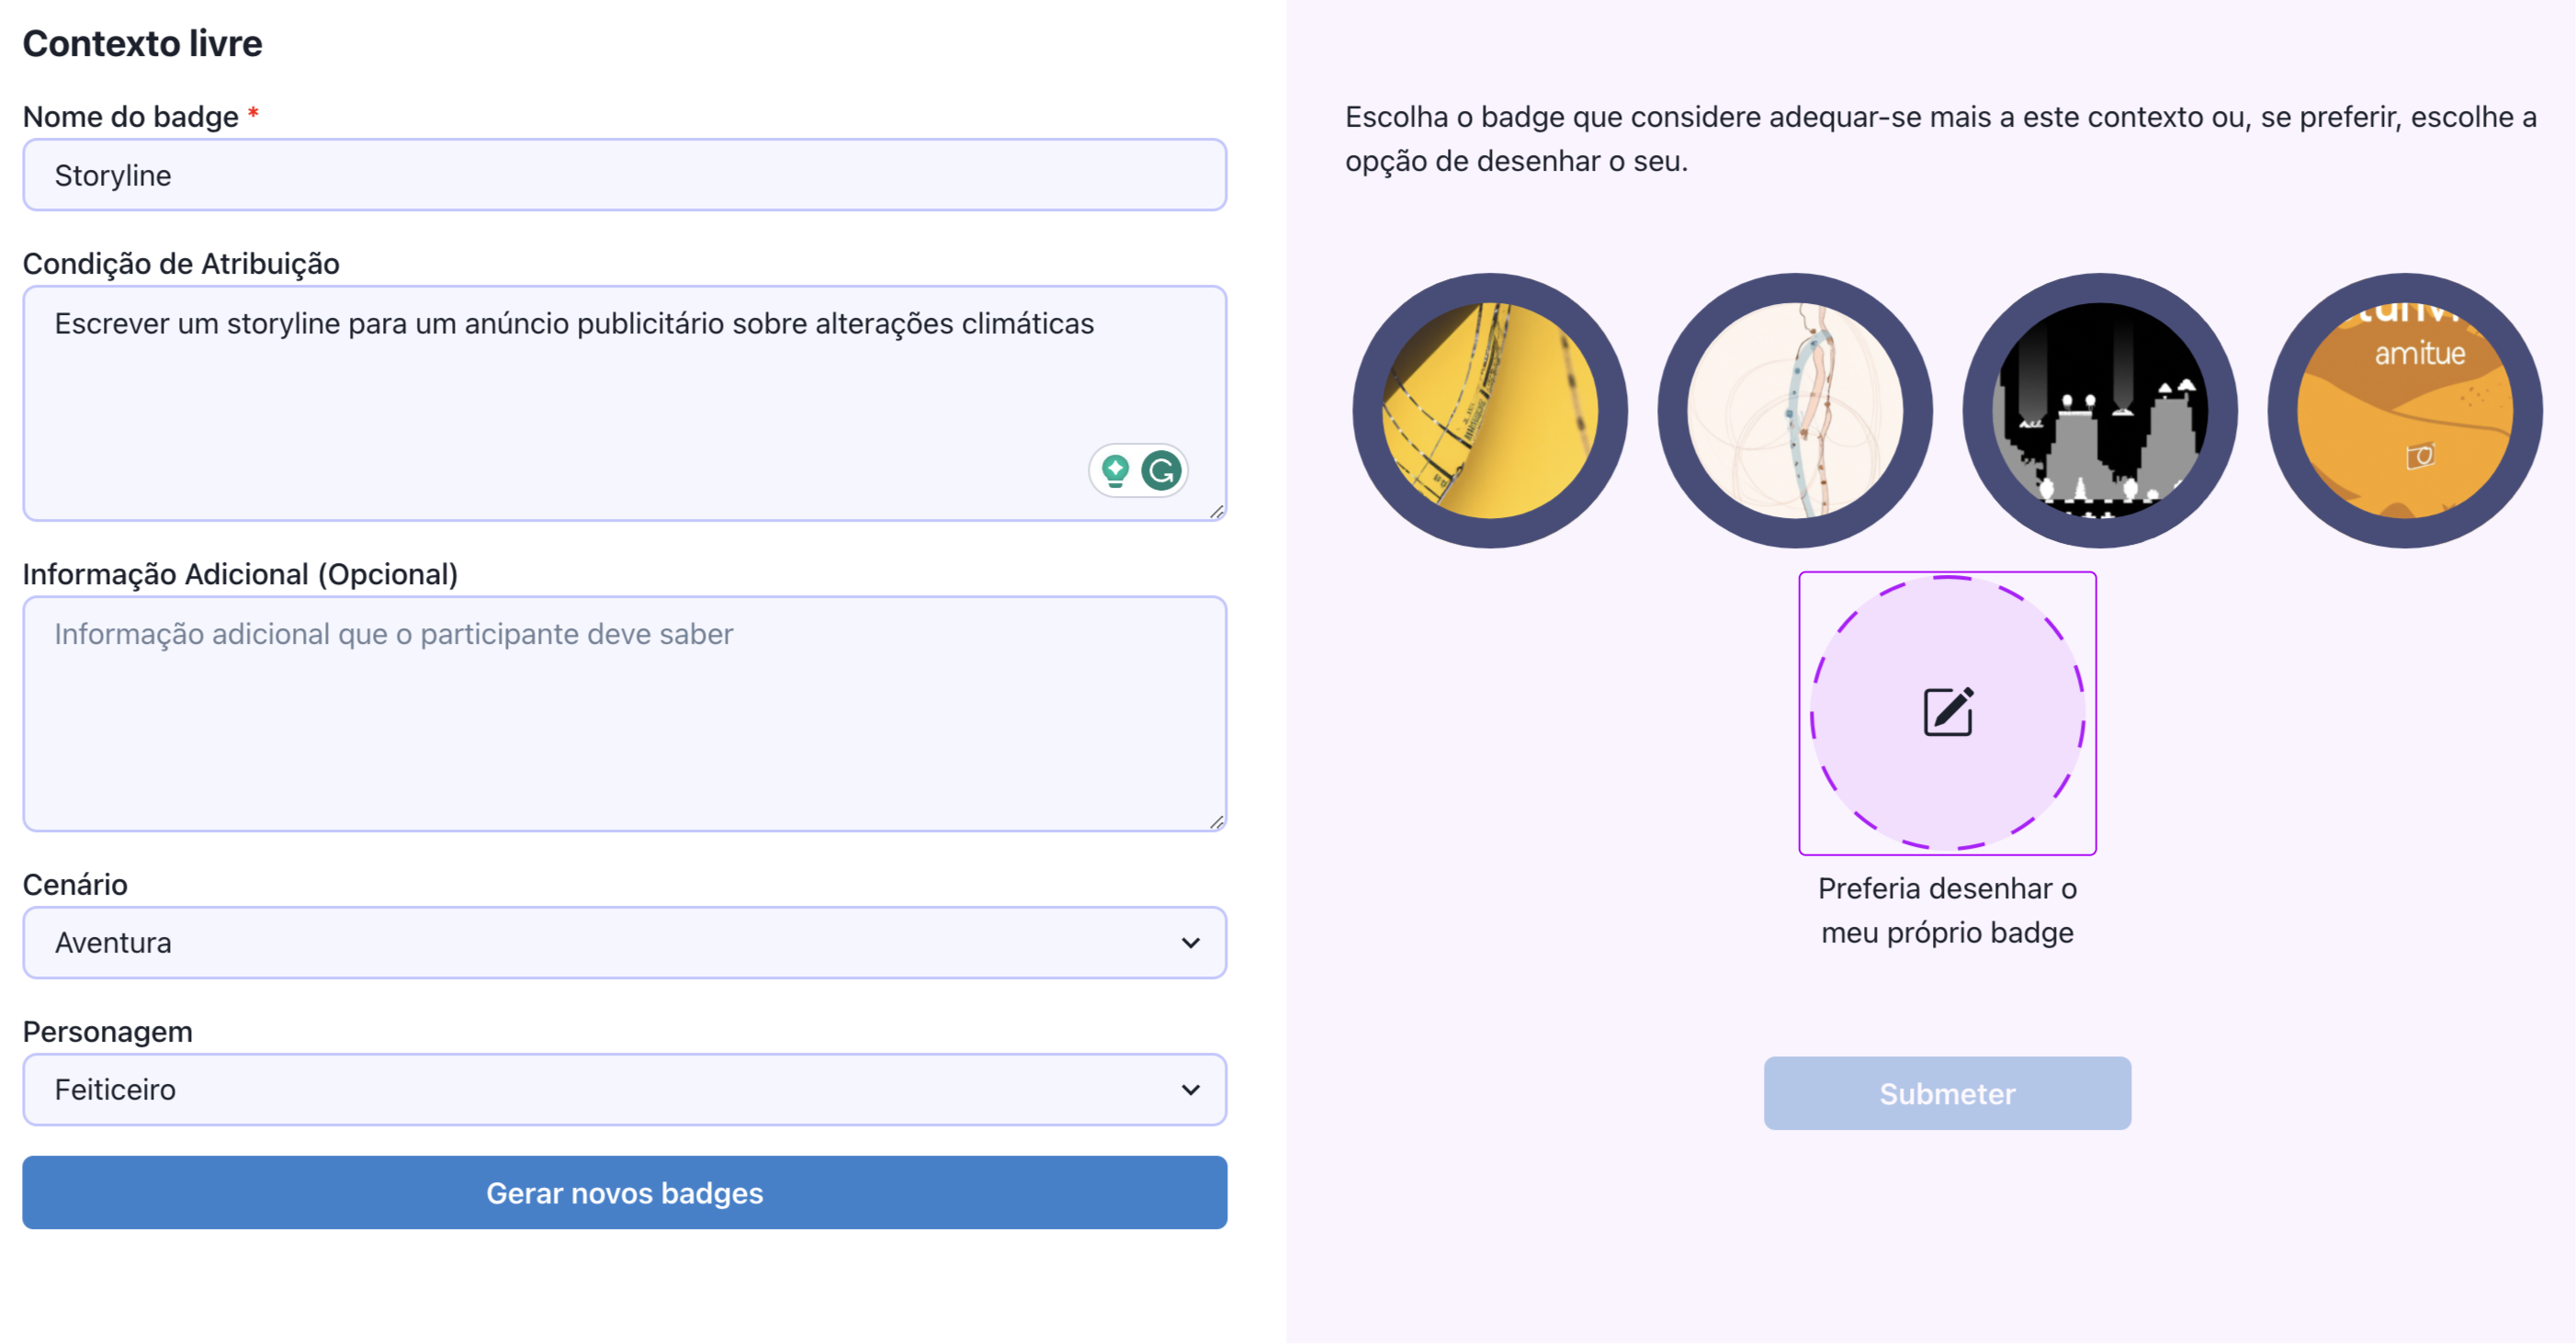 Contexto livre
Nome do badge *
Storyline
Condição de Atribuição
Escrever um storyline para um anúncio publicitário sobre alterações climáticas
Informação Adicional (Opcional)
Informação adicional que o participante deve saber
Cenário
Aventura
Personagem
Feiticeiro
Gerar novos badges
Escolha o badge que considere adequar-se mais a este contexto ou, se preferir, escolhe a
opção de desenhar o seu.
amitue
Preferia desenhar o
meu próprio badge
Submeter